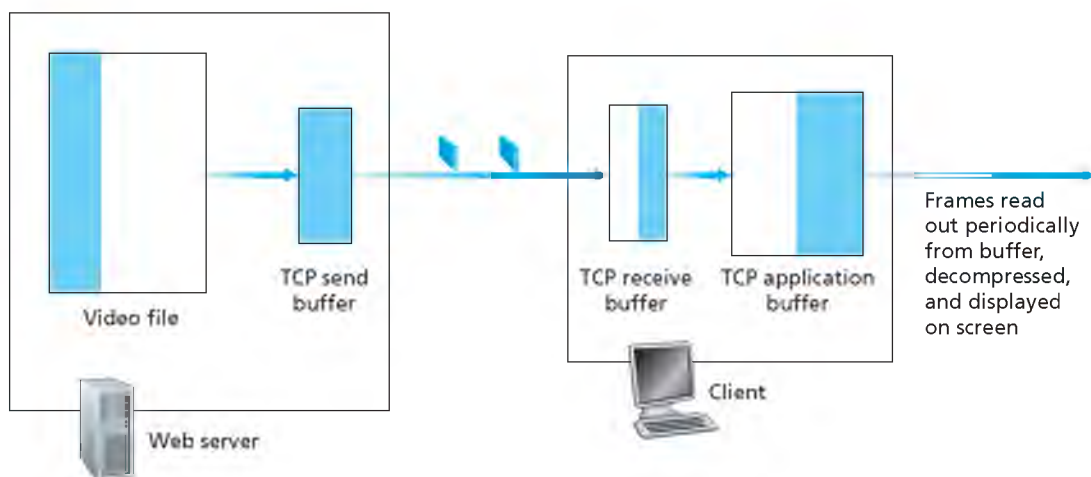 Video file
TCP send
buffer
TCP receive
buffer
TCP application
buffer
Frames read
out periodically
from buffer,
decompressed,
and displayed
on screen
Client
Web server